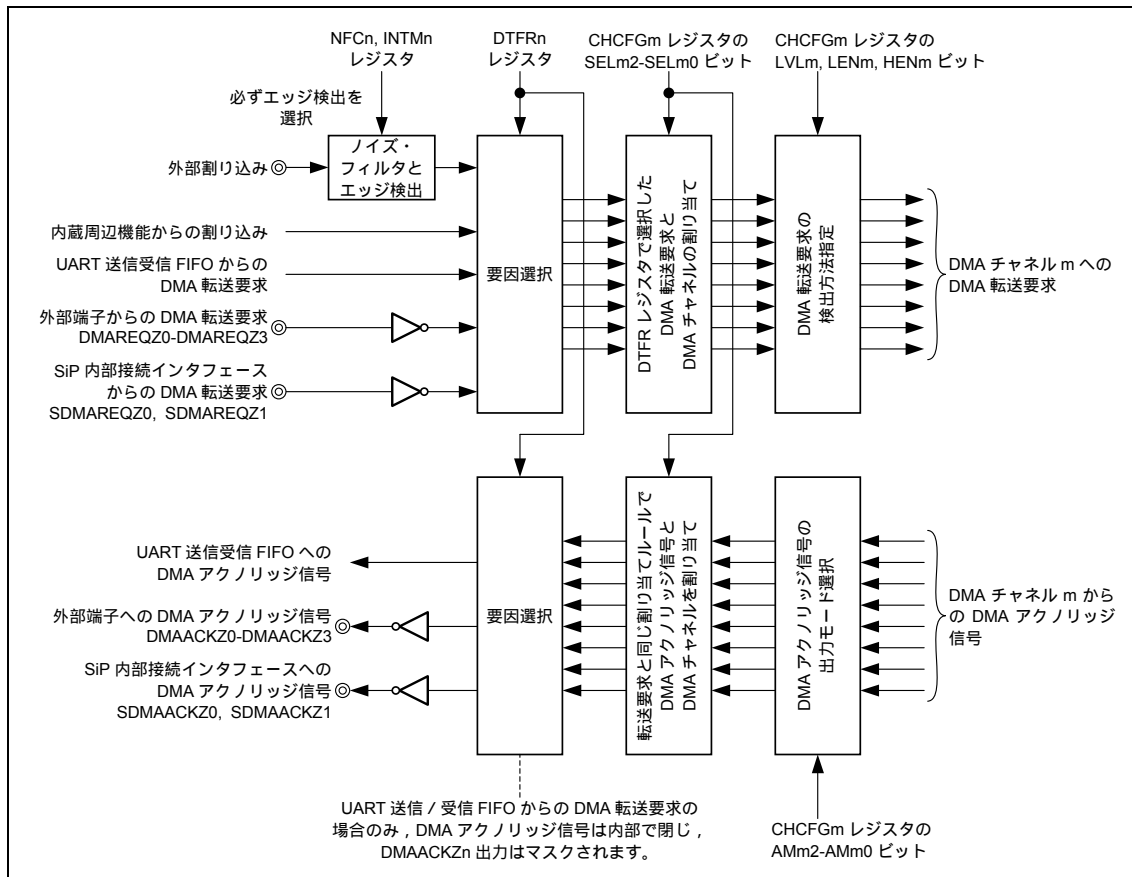 NFCn, INTMn
レジスタ
DTFRn
レジスタ
CHCFGm レジスタの
SELm2-SELm0 ビット
CHCFGm レジスタの
LVLm, LENm, HENm ビット
必ずエッジ検出を
選択
外部割り込み
ノイズ・
フィルタと
エッジ検出
内蔵周辺機能からの割り込み
UART 送信受信 FIFO からの
DMA 転送要求
外部端子からの DMA 転送要求
DMAREQZ0-DMAREQZ3
SiP 内部接続インタフェース
からの DMA 転送要求
SDMAREQZ0, SDMAREQZ1
要因選択
DTFR レジスタで選択した
DMA 転送要求と
DMA チャンネルの割り当て
DMA 転送要求の
検出方法指定
DMA チャネル m への
DMA 転送要求
UART 送信受信 FIFO への
DMA アクノリッジ信号
外部端子への DMA アクノリッジ信号
DMAACKZ0-DMAACKZ3
SiP 内部接続インタフェースへの
DMA アクノリッジ信号
SDMAACKZ0, SDMAACKZ1
要因選択
転送要求と同じ割り当てルールで
DMA アクノリッジ信号と
DMA チャンネルを割り当て
DMA アクノリッジ信号の
出力モード選択
DMA チャネル m から
の DMA アクノリッジ
信号
UART 送信 / 受信 FIFO からの DMA 転送要求の
場合のみ , DMA アクノリッジ信号は内部で閉じ ,
DMAACKZn 出力はマスクされます。
CHCFGm レジスタの
AMm2-AMm0 ビット